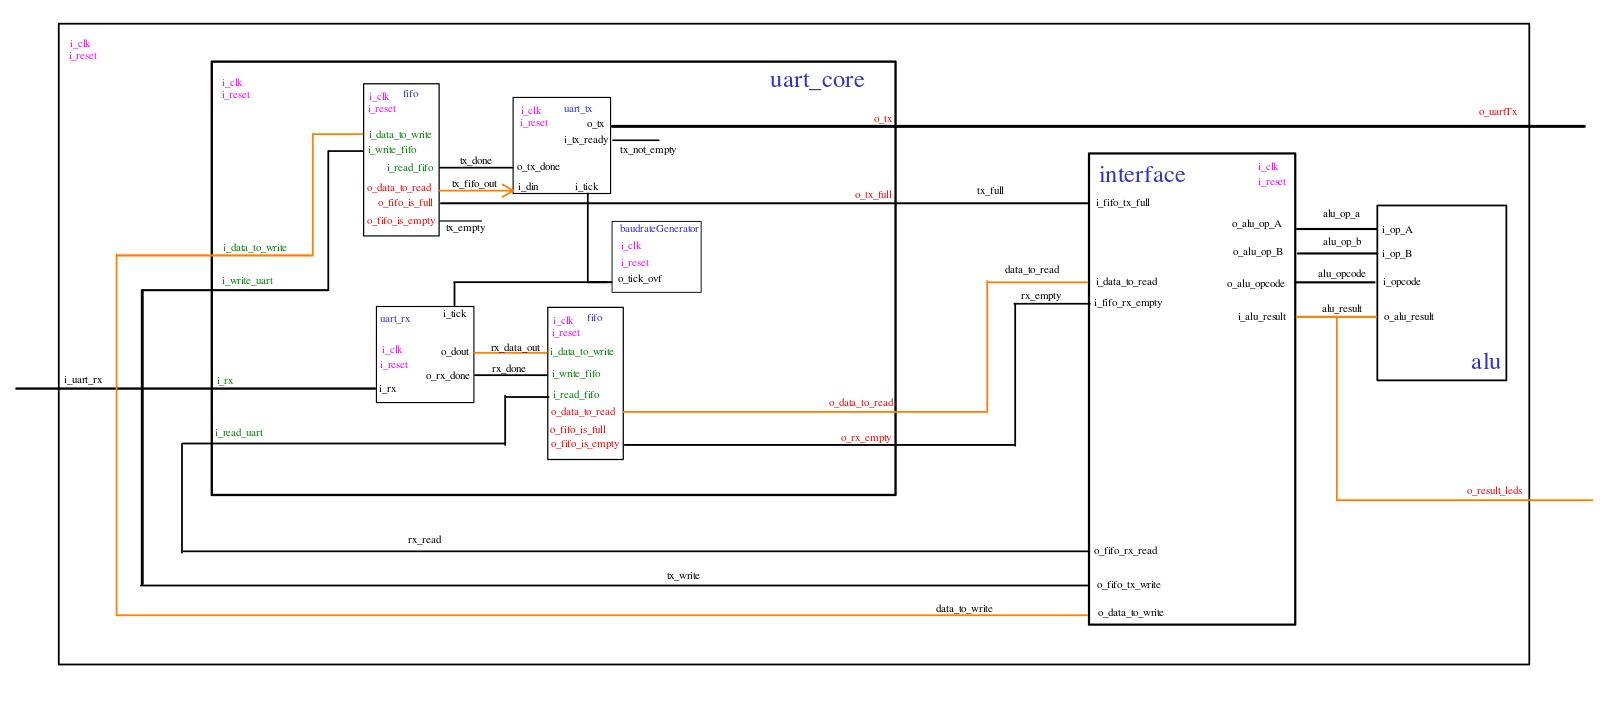 i_clk
i_reset
uart_core
i_clk
i_reset
i_clk
fifo
i_reset
i_data_to_write
i_write_fifo
i_read_fifo
o_data_to_read
o_fifo_is_full
o_fifo_is_empty
tx_done
tx_fifo_out
tx_empty
i_clk
uart_tx
i_reset
o_tx
i_tx_ready
o_tx_done
i_din
i_tick
tx_not_empty
o_tx
o_uartTx
o_tx_full
tx_full
baudrateGenerator
i_clk
i_reset
o_tick_ovf
i_data_to_write
i_write_uart
uart_rx
i_tick
i_clk
i_reset
o_dout
o_rx_done
i_rx
rx_data_out
rx_done
i_clk
fifo
i_reset
i_data_to_write
i_write_fifo
i_read_fifo
o_data_to_read
o_fifo_is_full
o_fifo_is_empty
i_uart_rx
i_rx
i_read_uart
o_data_to_read
o_rx_empty
data_to_read
rx_empty
interface
i_clk
i_reset
i_fifo_tx_full
o_alu_op_A
o_alu_op_B
i_data_to_read
o_alu_opcode
i_fifo_rx_empty
i_alu_result
o_fifo_rx_read
o_fifo_tx_write
o_data_to_write
alu_op_a
alu_op_b
alu_opcode
alu_result
i_op_A
i_op_B
i_opcode
o_alu_result
alu
o_result_leds
rx_read
tx_write
data_to_write